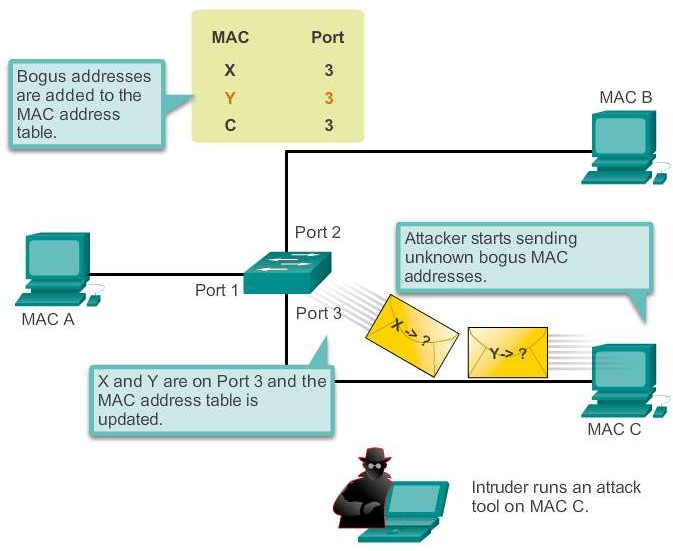 MAC Port
X 3
Y 3
C 3
Bogus addresses
are added to the
MAC address
table.
MAC B
Port 2
Attacker starts sending
unknown bogus MAC
addresses.
Port 1
MAC A
Port 3
X -> ?
Y-> ?
X and Y are on Port 3 and the
MAC address table is
updated.
MAC C
Intruder runs an attack
tool on MAC C.